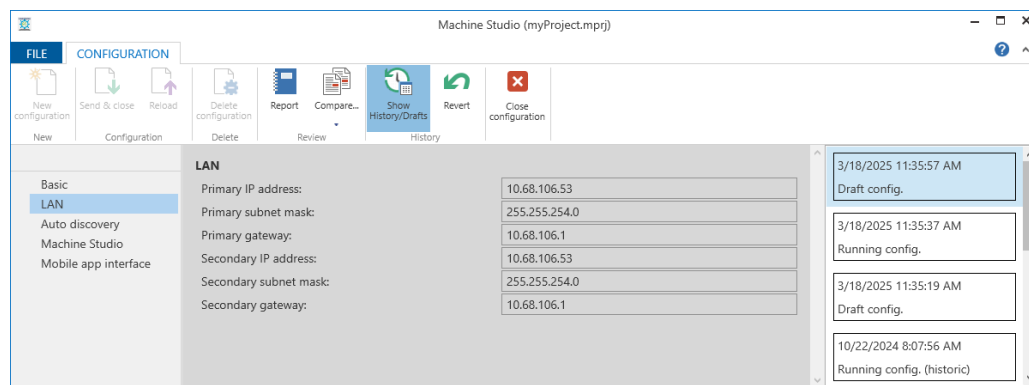 Machine Studio (myProject.mprj)
FILE
CONFIGURATION
New configuration
Send & close
Reload
Delete configuration
Report
Compare...
Show History/Drafts
Revert
Close configuration
New
Configuration
Delete
Review
History
Basic
LAN
Auto discovery
Machine Studio
Mobile app interface
LAN
Primary IP address: 10.68.106.53
Primary subnet mask: 255.255.254.0
Primary gateway: 10.68.106.1
Secondary IP address: 10.68.106.53
Secondary subnet mask: 255.255.254.0
Secondary gateway: 10.68.106.1
3/18/2025 11:35:57 AM
Draft config.
3/18/2025 11:35:37 AM
Running config.
3/18/2025 11:35:19 AM
Draft config.
10/22/2024 8:07:56 AM
Running config. (historic)